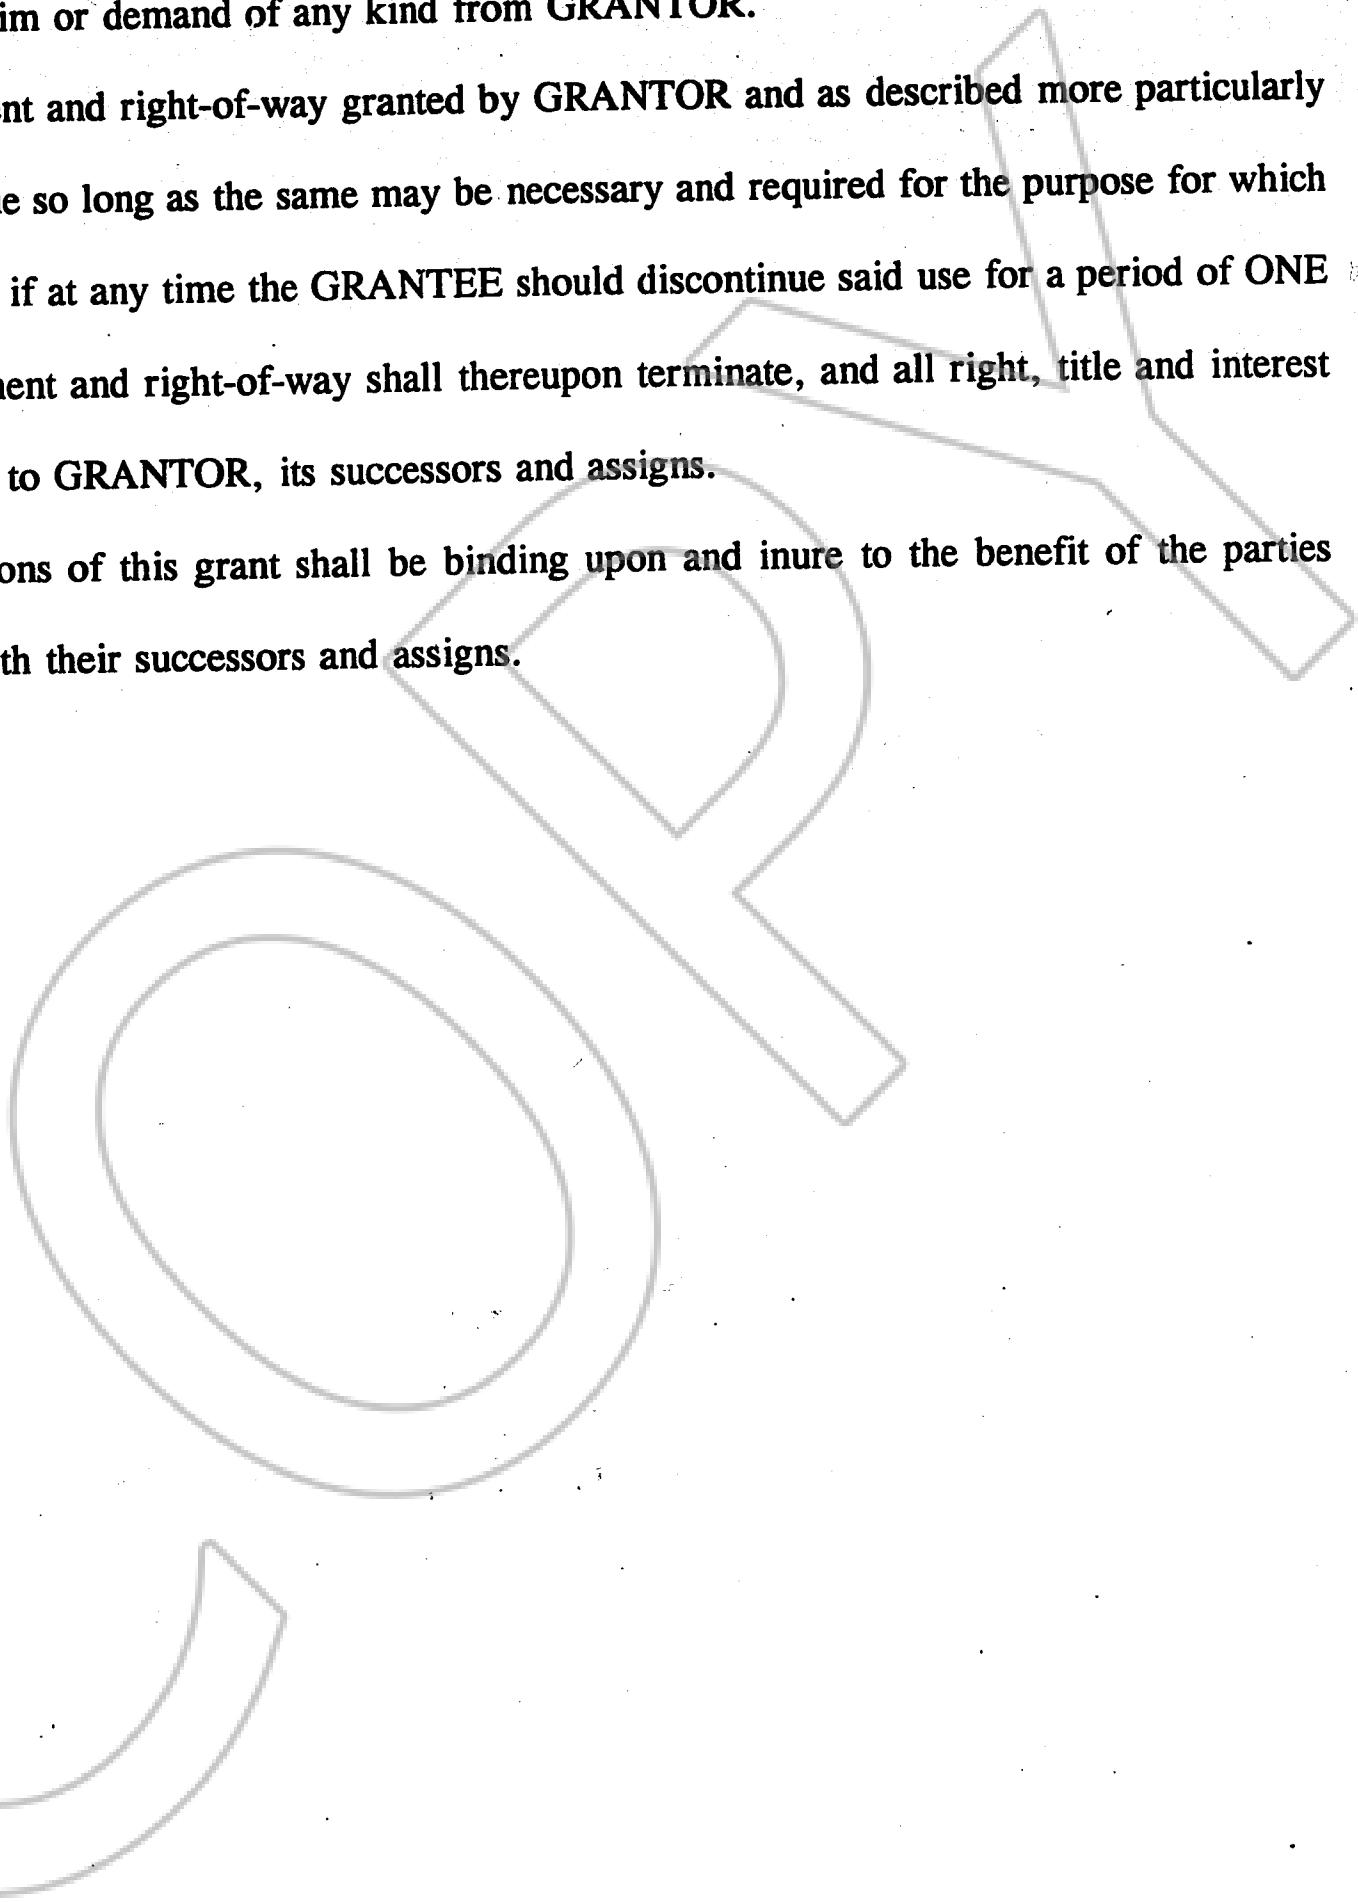 im or demand of any kind from GRANTOR.
nt and right-of-way granted by GRANTOR and as described more particularly
e so long as the same may be necessary and required for the purpose for which
if at any time the GRANTEE should discontinue said use for a period of ONE
ent and right-of-way shall thereupon terminate, and all right, title and interest
to GRANTOR, its successors and assigns.
ons of this grant shall be binding upon and inure to the benefit of the parties
th their successors and assigns.
COPY